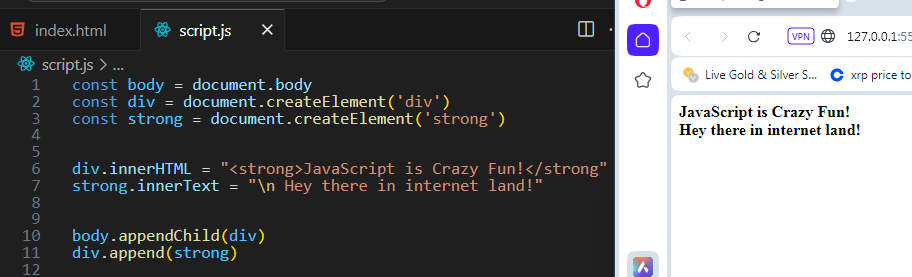 index.html
script.js
script.js > ...
1 const body = document.body
2 const div = document.createElement('div')
3 const strong = document.createElement('strong')
4
5
6 div.innerHTML = "<strong>JavaScript is Crazy Fun!</strong"
7 strong.innerText = "\n Hey there in internet land!"
8
9
10 body.appendChild(div)
11 div.append(strong)
12
VPN 127.0.0.1:55
Live Gold & Silver S... xrp price to
JavaScript is Crazy Fun!
Hey there in internet land!